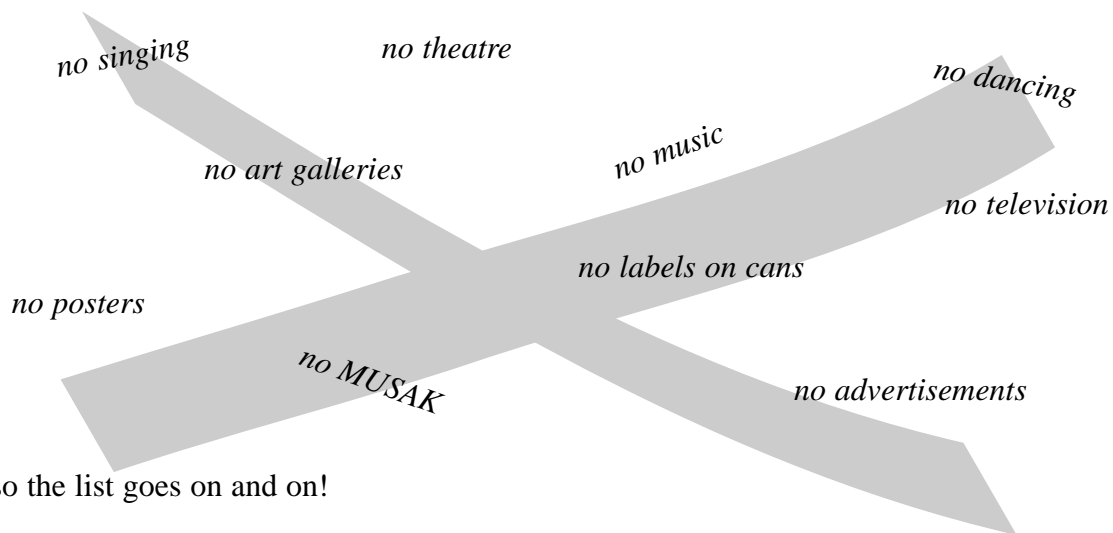 no singing
no theatre
no dancing
no music
no art galleries
no television
no labels on cans
no posters
no MUSAK
no advertisements
so the list goes on and on!